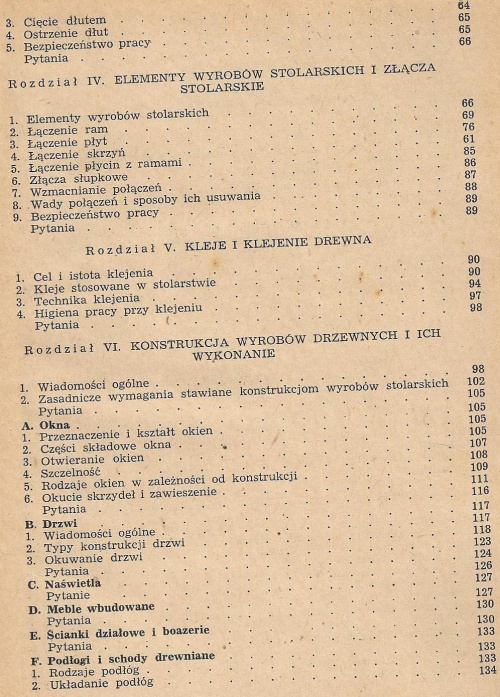 3. Cięcie dłutem . . . . . 64
4. Ostrzenie dłut . . . . . 65
5. Bezpieczeństwo pracy . . . . . 65
Pytania . . . . . 66
Rozdział IV. ELEMENTY WYROBÓW STOLARSKICH I ZŁĄCZA
STOLARSKIE
1. Elementy wyrobów stolarskich . . . . . 66
2. Łączenie ram . . . . . 69
3. Łączenie płyt . . . . . 76
4. Łączenie skrzyń . . . . . 61
5. Łączenie płycin z ramami . . . . . 85
6. Złącza słupkowe . . . . . 86
7. Wzmacnianie połączeń . . . . . 87
8. Wady połączeń i sposoby ich usuwania . . . . . 88
9. Bezpieczeństwo pracy . . . . . 89
Pytania . . . . . 89
Rozdział V. KLEJE I KLEJENIE DREWNA
1. Cel i istota klejenia . . . . . 90
2. Kleje stosowane w stolarstwie . . . . . 90
3. Technika klejenia . . . . . 94
4. Higiena pracy przy klejeniu . . . . . 97
Pytania . . . . . 98
Rozdział VI. KONSTRUKCJA WYROBÓW DRZEWNYCH I ICH
WYKONANIE
1. Wiadomości ogólne . . . . . 98
2. Zasadnicze wymagania stawiane konstrukcjom wyrobów stolarskich 102
Pytania . . . . . 105
A. Okna . . . . . 105
1. Przeznaczenie i kształt okien . . . . . 105
2. Części składowe okna . . . . . 105
3. Otwieranie okien . . . . . 107
4. Szczelność . . . . . 108
5. Rodzaje okien w zależności od konstrukcji . . . . . 109
6. Okucie skrzydeł i zawieszenie . . . . . 111
Pytania . . . . . 116
B. Drzwi . . . . . 117
1. Wiadomości ogólne . . . . . 117
2. Typy konstrukcji drzwi . . . . . 118
3. Okuwanie drzwi . . . . . 123
Pytania . . . . . 124
C. Naświetla . . . . . 126
Pytanie . . . . . 127
D. Meble wbudowane . . . . . 127
Pytania . . . . . 130
E. Ścianki działowe i boazerie . . . . . 130
Pytania . . . . . 133
F. Podłogi i schody drewniane . . . . . 133
1. Rodzaje podłóg . . . . . 133
2. Układanie podłóg . . . . . 134